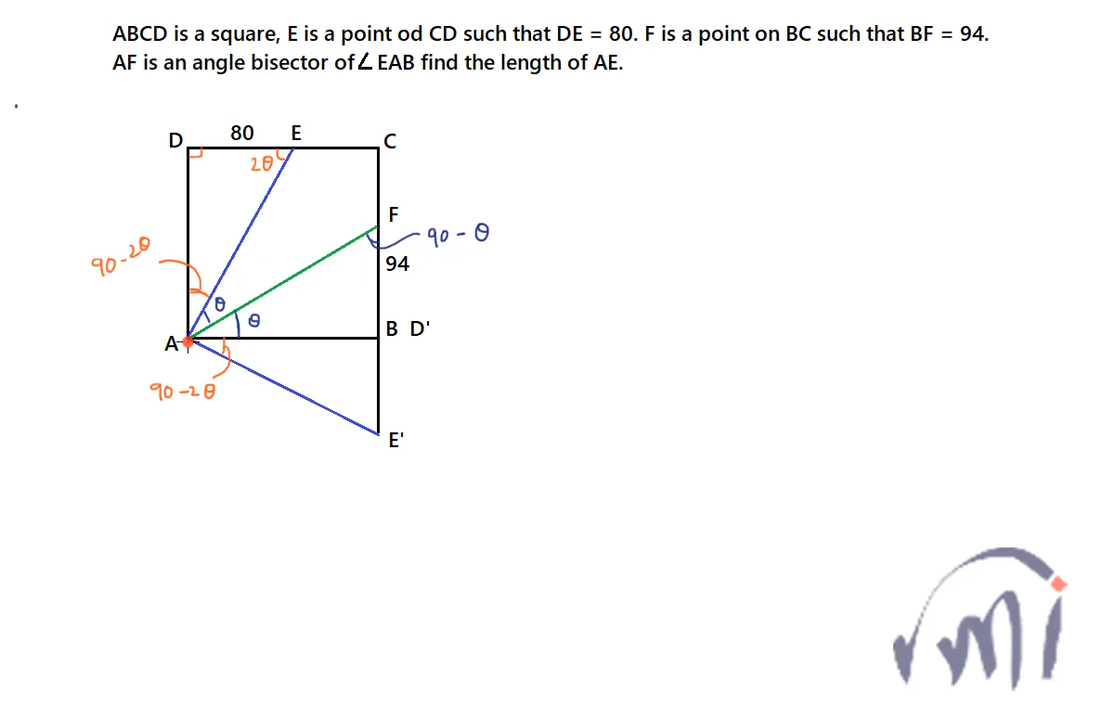 ABCD is a square, E is a point od CD such that DE = 80. F is a point on BC such that BF = 94.
AF is an angle bisector of ∠ EAB find the length of AE.
D 80 E C
2θ
F
90-θ
90-2θ
94
θ
θ
A B D'
90-2θ
E'
vmi